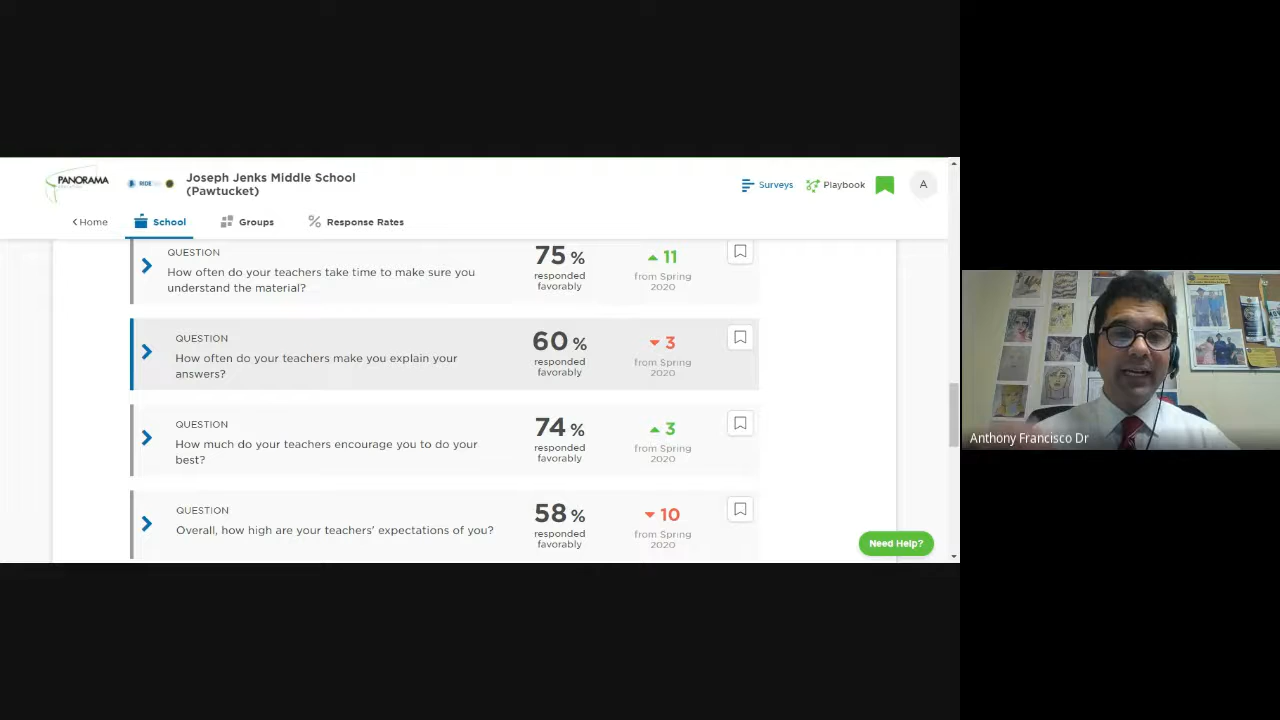 PANORAMA
RIDE
Joseph Jenks Middle School
(Pawtucket)
Surveys
Playbook
A
Home
School
Groups
Response Rates
QUESTION
How often do your teachers take time to make sure you
understand the material?
75 %
responded
favorably
11
from Spring
2020
QUESTION
How often do your teachers make you explain your
answers?
60 %
responded
favorably
3
from Spring
2020
QUESTION
How much do your teachers encourage you to do your
best?
74 %
responded
favorably
3
from Spring
2020
QUESTION
Overall, how high are your teachers' expectations of you?
58 %
responded
favorably
10
from Spring
2020
Need Help?
Anthony Francisco Dr